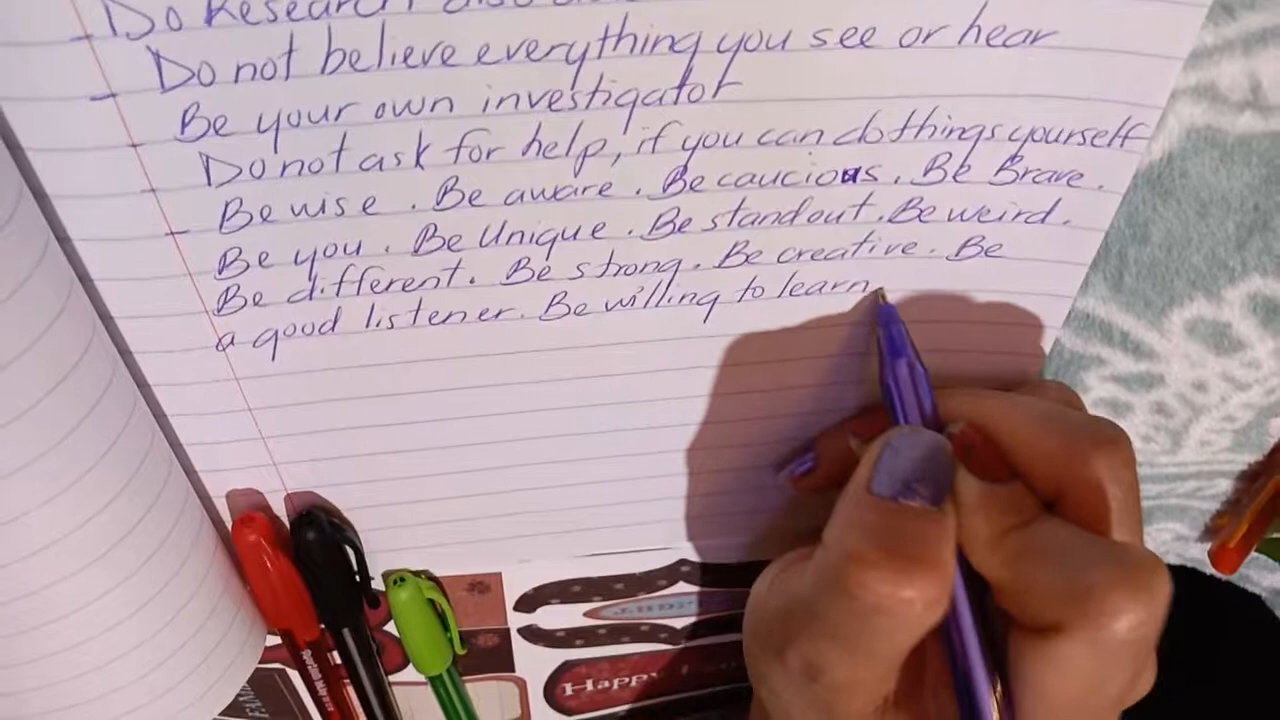 Do Research
Do not believe everything you see or hear
Be your own investigator
Do not ask for help, if you can do things yourself
Be wise. Be aware. Be caucious. Be Brave.
Be you. Be Unique. Be standout. Be weird.
Be different. Be strong. Be creative. Be
a good listener. Be willing to learn
Happy